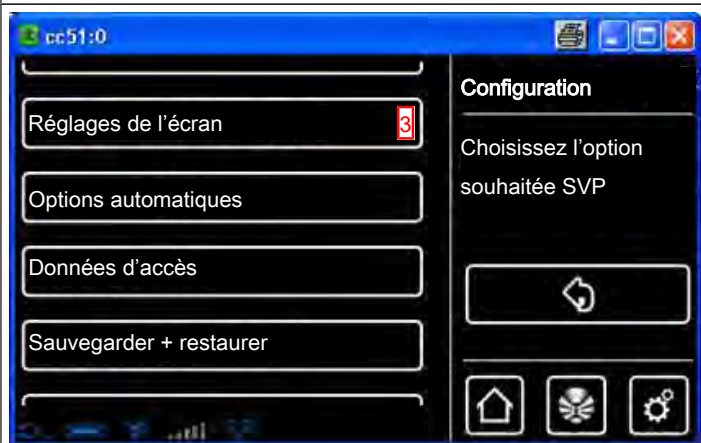 cc51:0
Réglages de l'écran 3
Options automatiques
Données d'accès
Sauvegarder + restaurer
Configuration
Choisissez l'option
souhaitée SVP